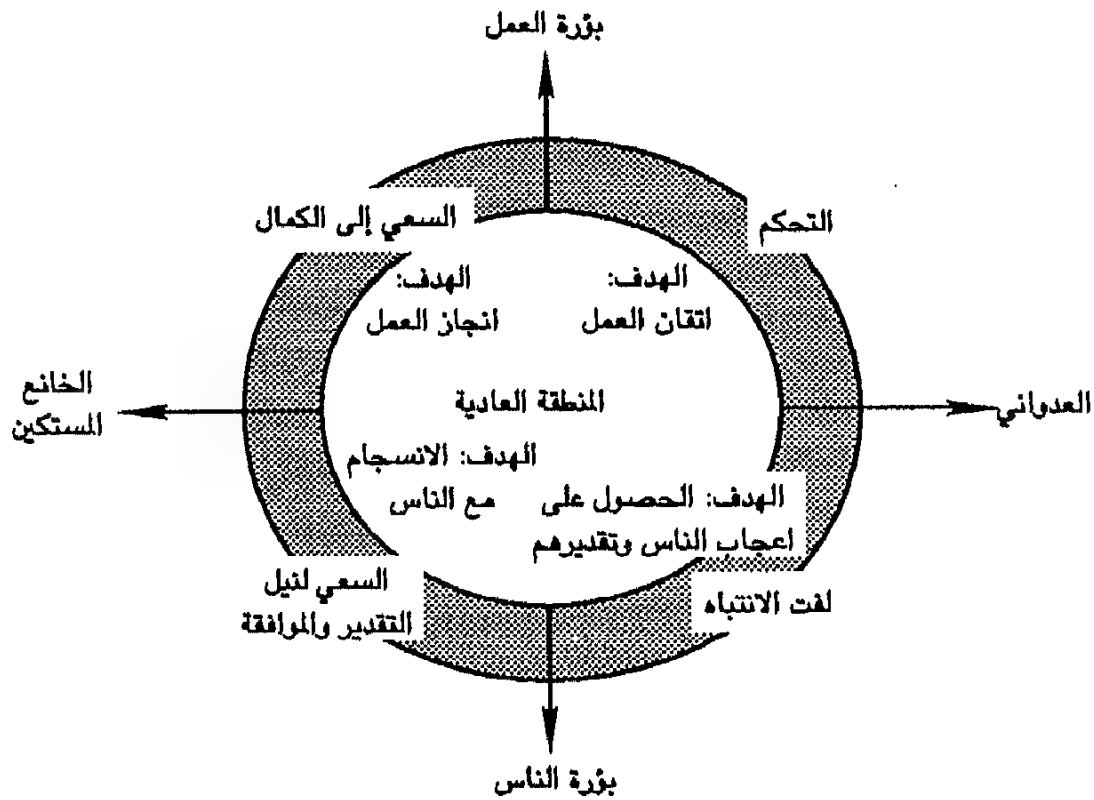 بؤرة العمل
التحكم
السعي إلى الكمال
الهدف:
اتقان العمل
الهدف:
انجاز العمل
العدواني
المنطقة العادية
الخانع
المستكين
الهدف: الحصول على
اعجاب الناس وتقديرهم
الهدف: الانسجام
مع الناس
لفت الانتباه
السعي لنيل
التقدير والموافقة
بؤرة الناس